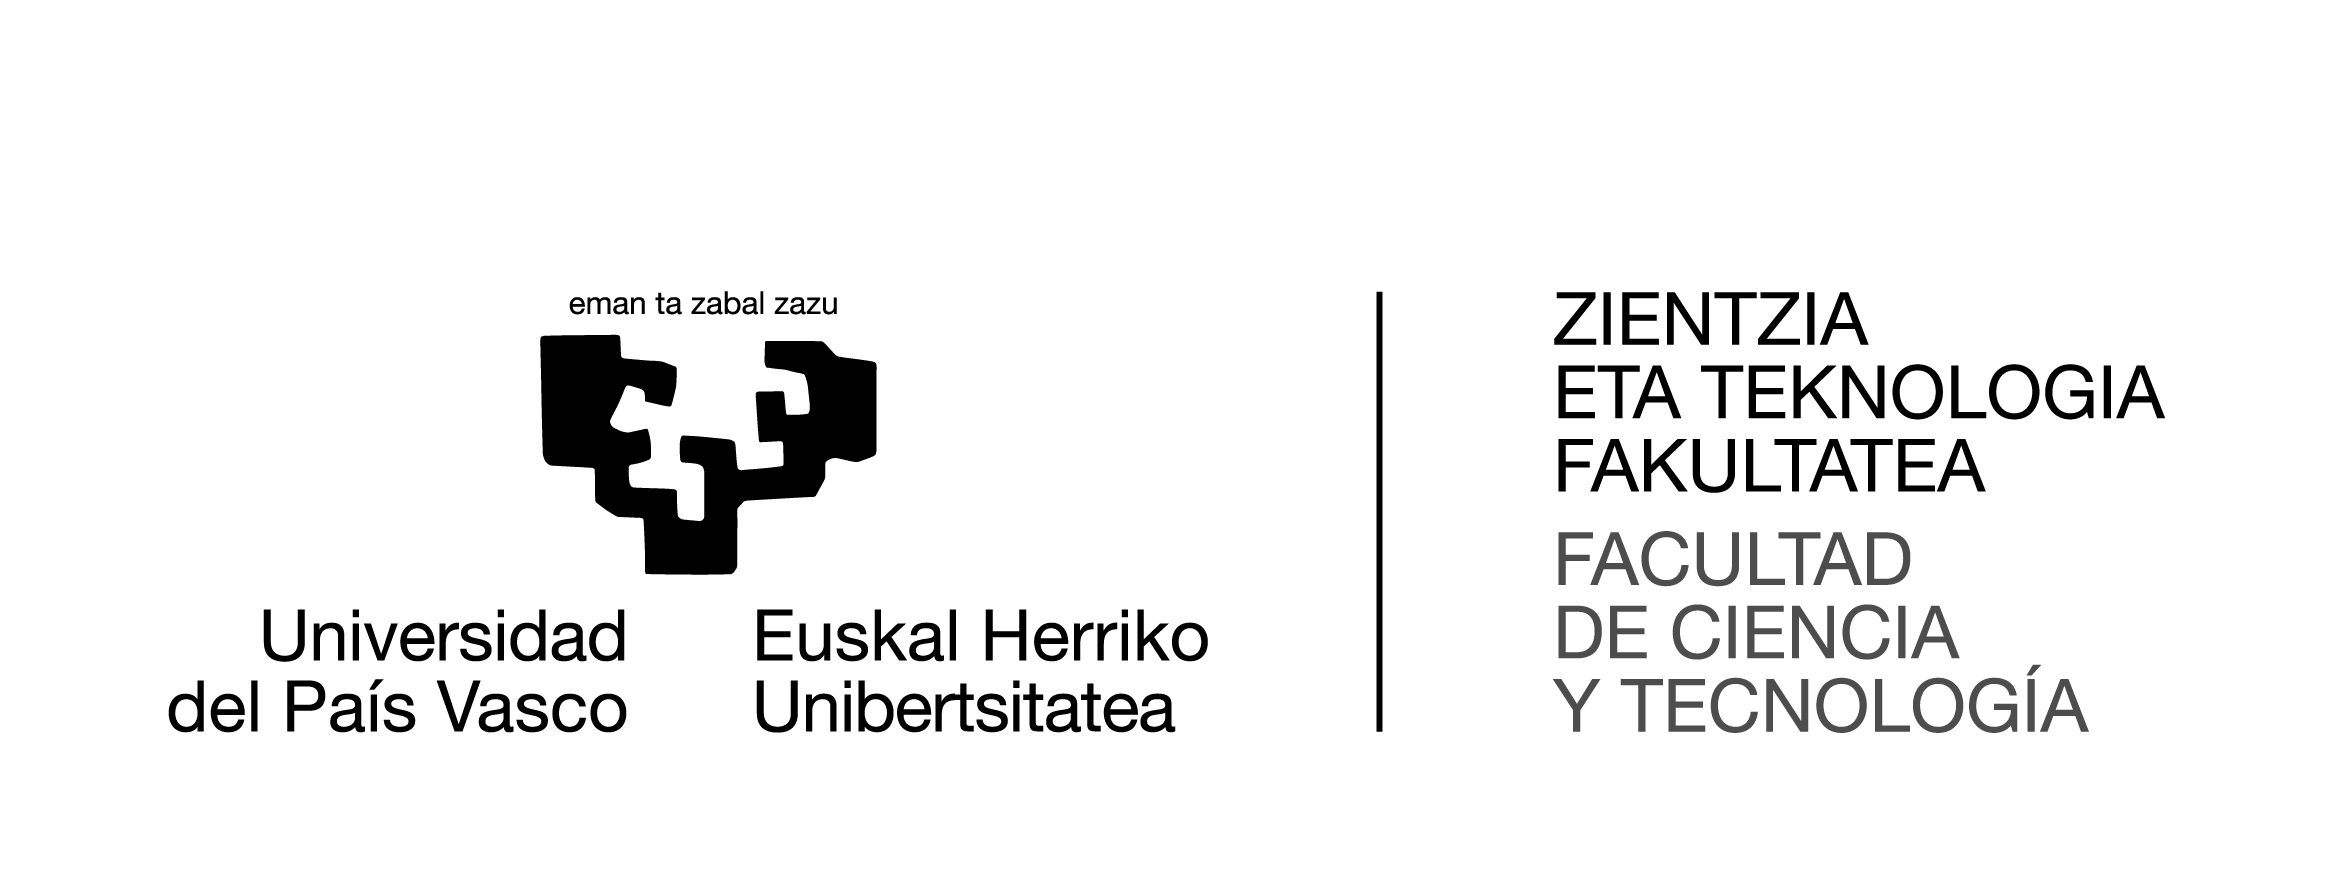 eman ta zabal zazu
Universidad
del País Vasco
Euskal Herriko
Unibertsitatea
ZIENTZIA
ETA TEKNOLOGIA
FAKULTATEA
FACULTAD
DE CIENCIA
Y TECNOLOGÍA